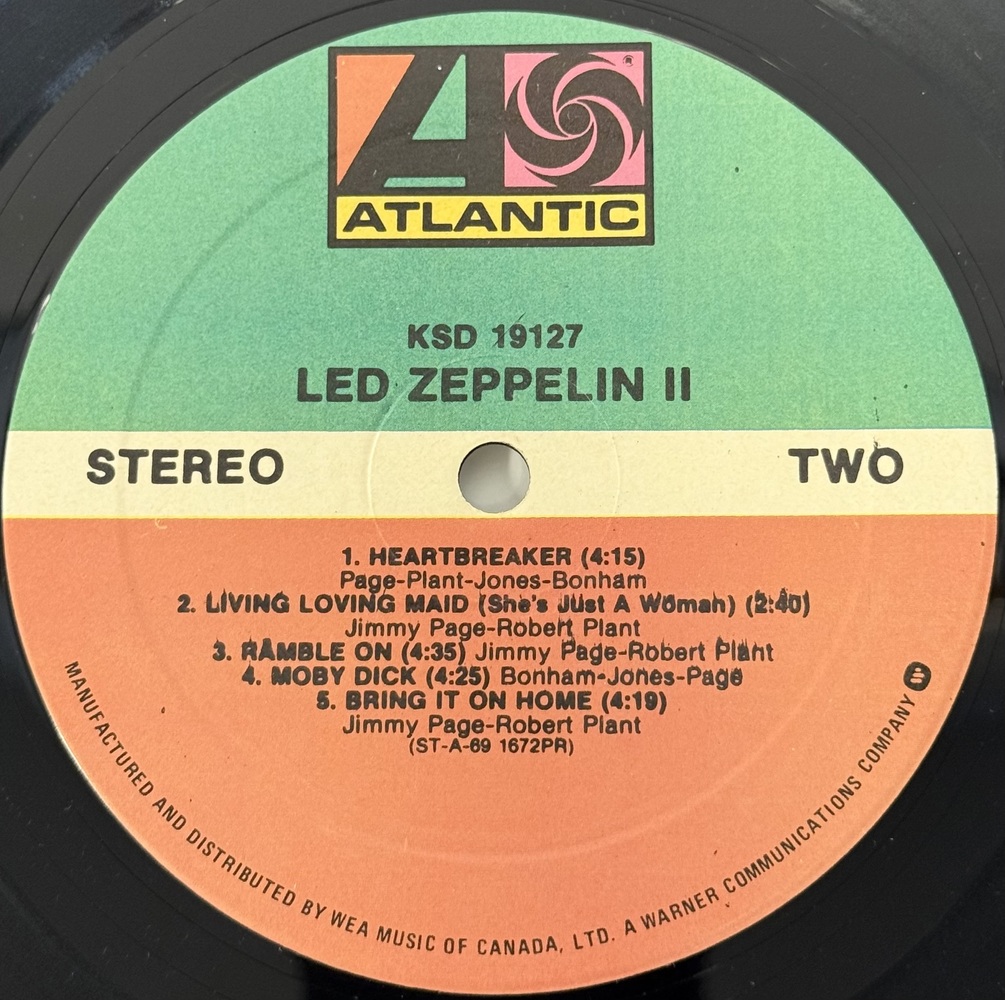 ATLANTIC
KSD 19127
LED ZEPPELIN II
STEREO
TWO
1. HEARTBREAKER (4:15)
Page-Plant-Jones-Bonham
2. LIVING LOVING MAID (She's Just A Woman) (2:40)
Jimmy Page-Robert Plant
3. RAMBLE ON (4:35) Jimmy Page-Robert Plant
4. MOBY DICK (4:25) Bonham-Jones-Page
5. BRING IT ON HOME (4:19)
Jimmy Page-Robert Plant
(ST-A-69 1672PR)
MANUFACTURED AND DISTRIBUTED BY WEA MUSIC OF CANADA, LTD. A WARNER COMMUNICATIONS COMPANY